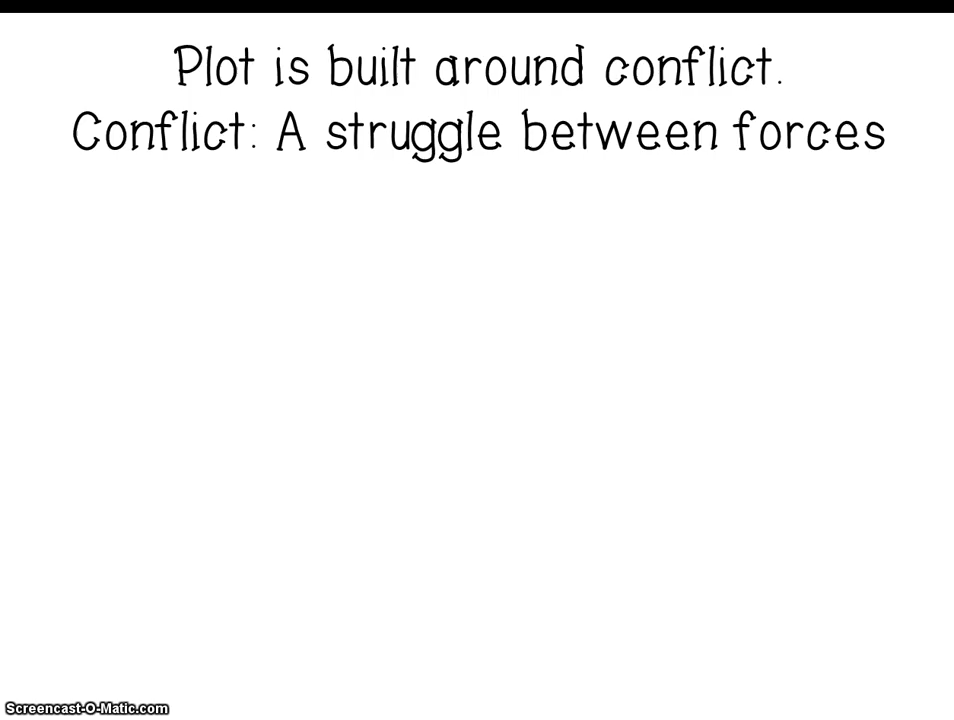 Plot is built around conflict.
Conflict: A struggle between forces
Screencast-O-Matic.com